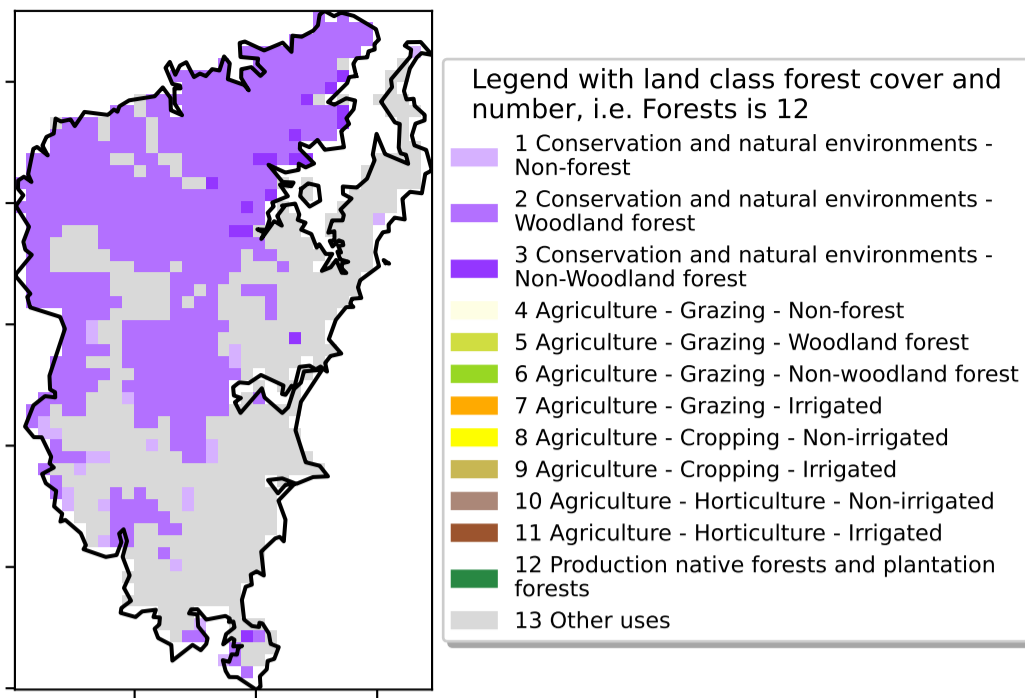 Legend with land class forest cover and
number, i.e. Forests is 12
1 Conservation and natural environments -
Non-forest
2 Conservation and natural environments -
Woodland forest
3 Conservation and natural environments -
Non-Woodland forest
4 Agriculture - Grazing - Non-forest
5 Agriculture - Grazing - Woodland forest
6 Agriculture - Grazing - Non-woodland forest
7 Agriculture - Grazing - Irrigated
8 Agriculture - Cropping - Non-irrigated
9 Agriculture - Cropping - Irrigated
10 Agriculture - Horticulture - Non-irrigated
11 Agriculture - Horticulture - Irrigated
12 Production native forests and plantation
forests
13 Other uses